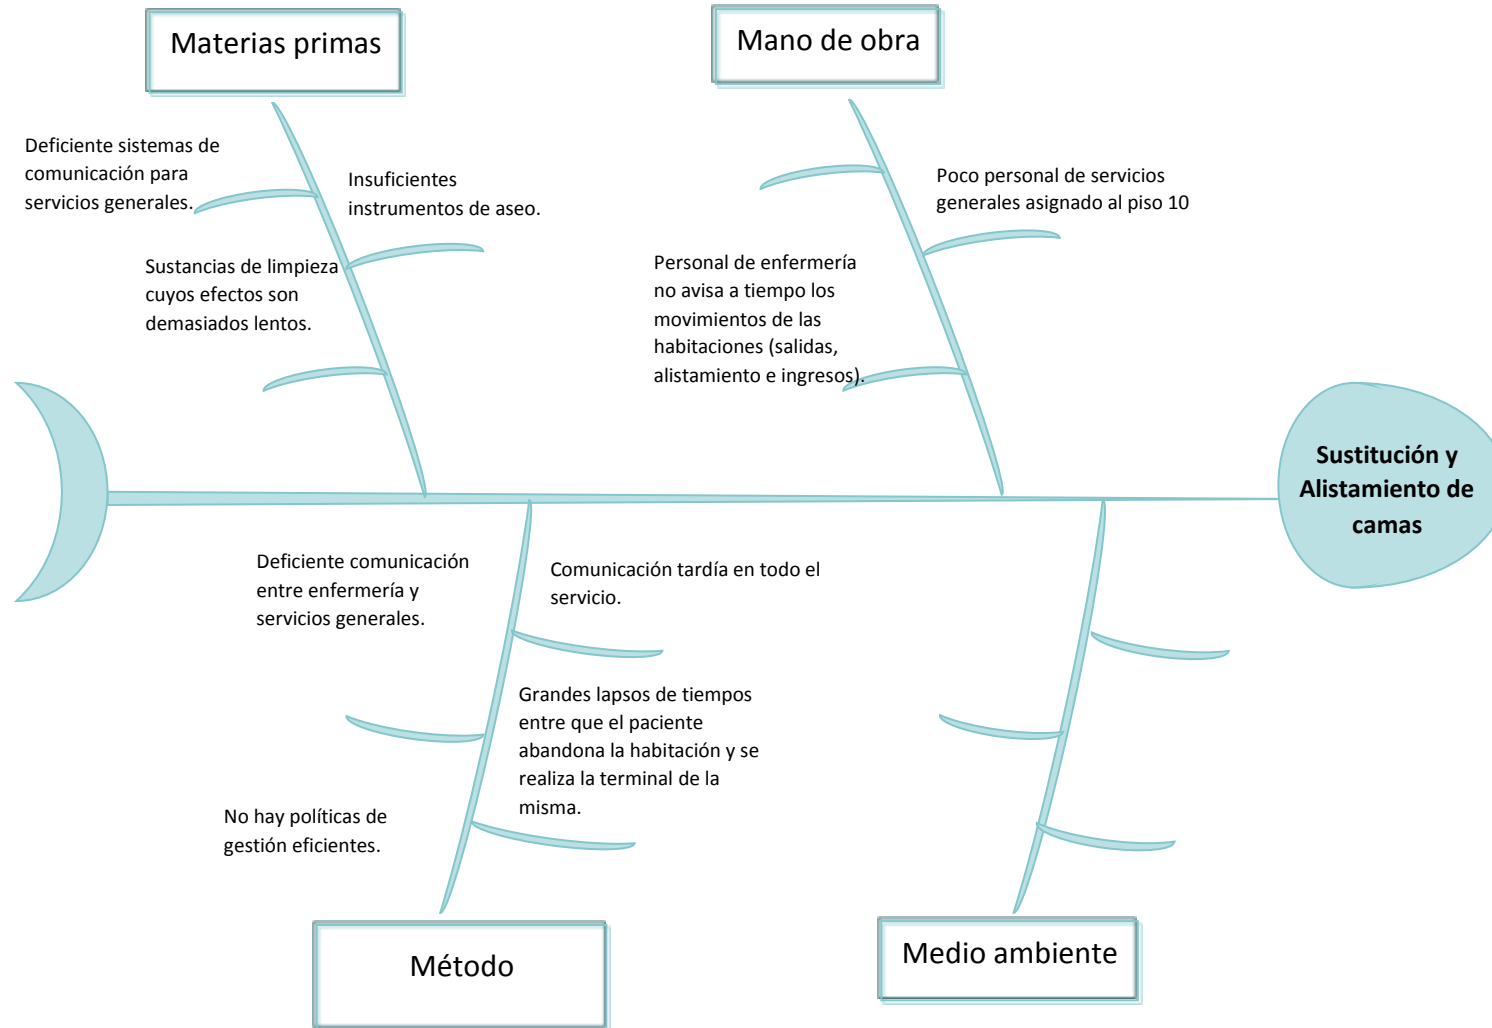 Materias primas
Mano de obra
Deficiente sistemas de
comunicación para
servicios generales.
Insuficientes
instrumentos de aseo.
Sustancias de limpieza
cuyos efectos son
demasiados lentos.
Poco personal de servicios
generales asignado al piso 10
Personal de enfermería
no avisa a tiempo los
movimientos de las
habitaciones (salidas,
alistamiento e ingresos).
Sustitución y
Alistamiento de
camas
Deficiente comunicación
entre enfermería y
servicios generales.
Comunicación tardía en todo el
servicio.
Grandes lapsos de tiempos
entre que el paciente
abandona la habitación y se
realiza la terminal de la
misma.
No hay políticas de
gestión eficientes.
Método
Medio ambiente